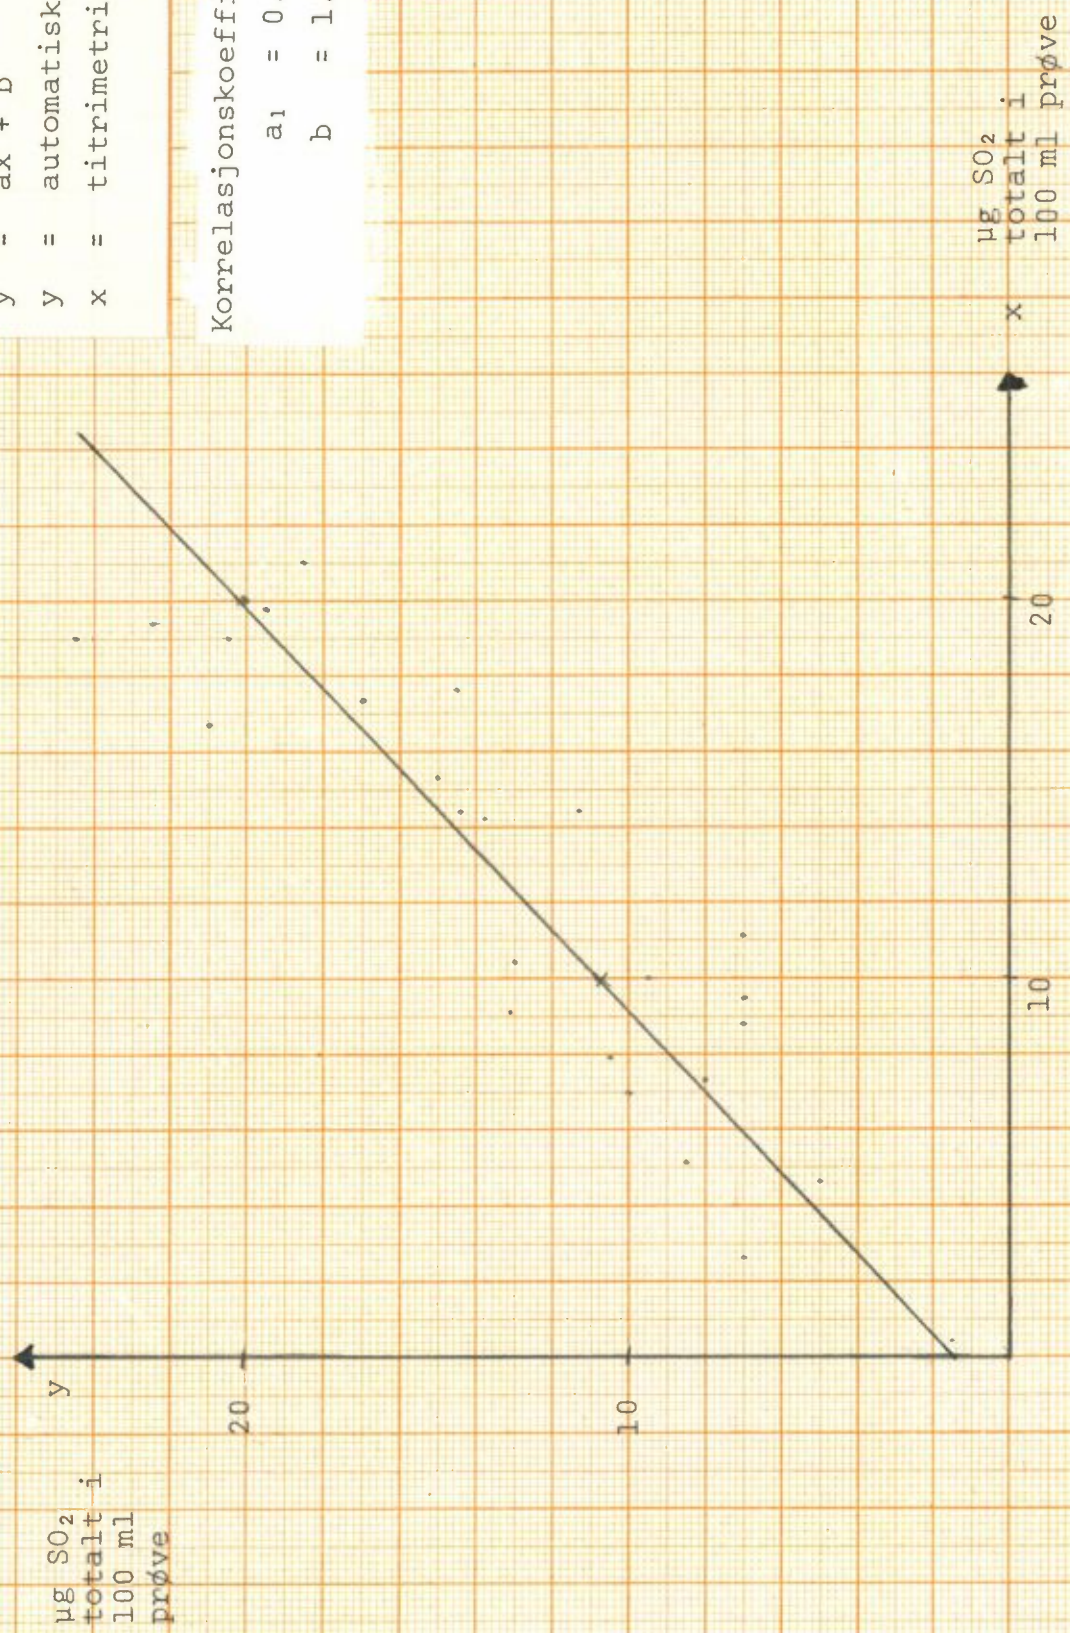 µg SO₂
totalt i
100 ml
prøve
y
20
10
y = ax + b
y = automatisk
x = titrimetri
Korrelasjonskoeff
a₁ = 0.
b = 1.
10
20
x
µg SO₂
totalt i
100 ml prøve